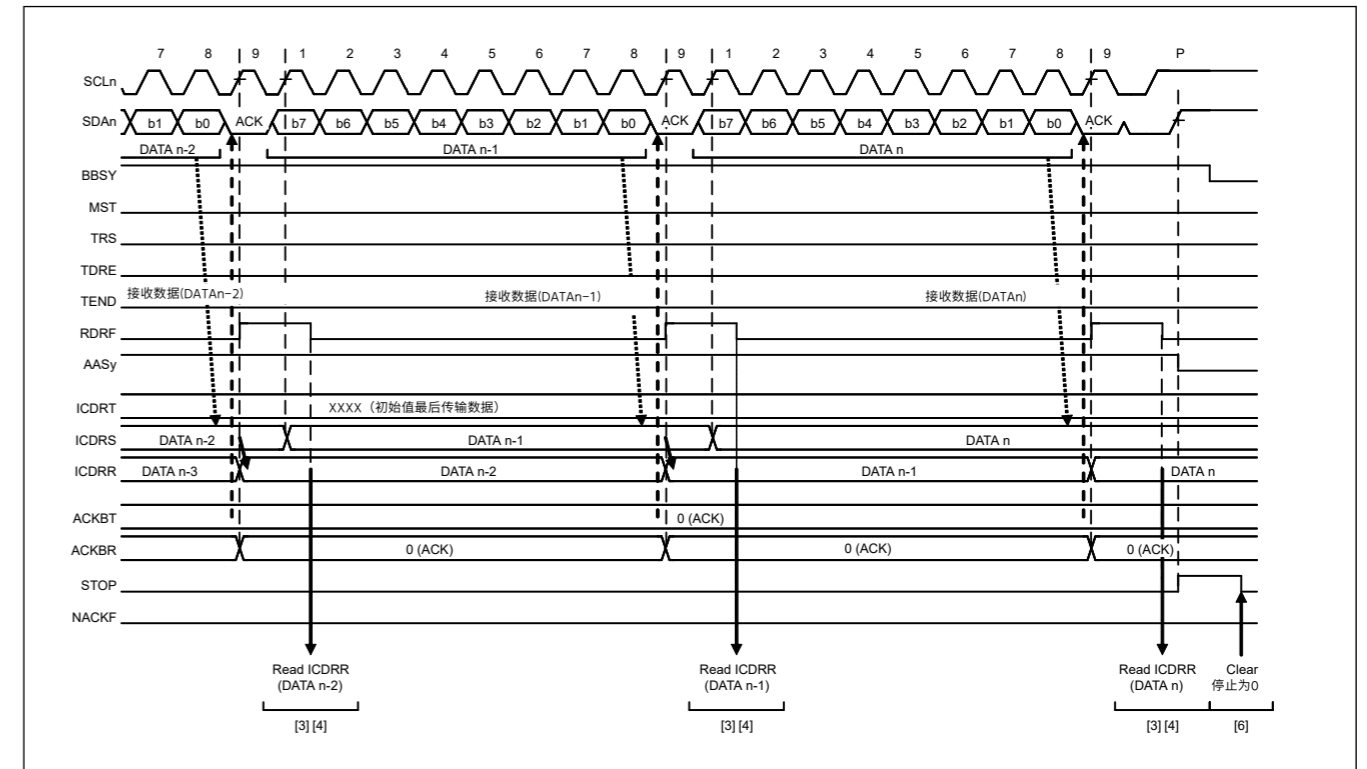 7 8 9 1 2 3 4 5 6 7 8 9 1 2 3 4 5 6 7 8 9 P
SCLn
SDAn b1 b0 ACK b7 b6 b5 b4 b3 b2 b1 b0 ACK b7 b6 b5 b4 b3 b2 b1 b0 ACK
DATA n-2 DATA n-1 DATA n
BBSY
MST
TRS
TDRE
接收数据(DATAn-2) 接收数据(DATAn-1) 接收数据(DATAn)
TEND
RDRF
AASy
ICDRT XXXX（初始值最后传输数据）
ICDRS DATA n-2 DATA n-1 DATA n
ICDRR DATA n-3 DATA n-2 DATA n-1 DATA n
ACKBT 0 (ACK)
ACKBR 0 (ACK) 0 (ACK) 0 (ACK)
STOP
NACKF
Read ICDRR Read ICDRR Read ICDRR Clear
(DATA n-2) (DATA n-1) (DATA n) 停止为0
[3] [4] [3] [4] [3] [4] [6]